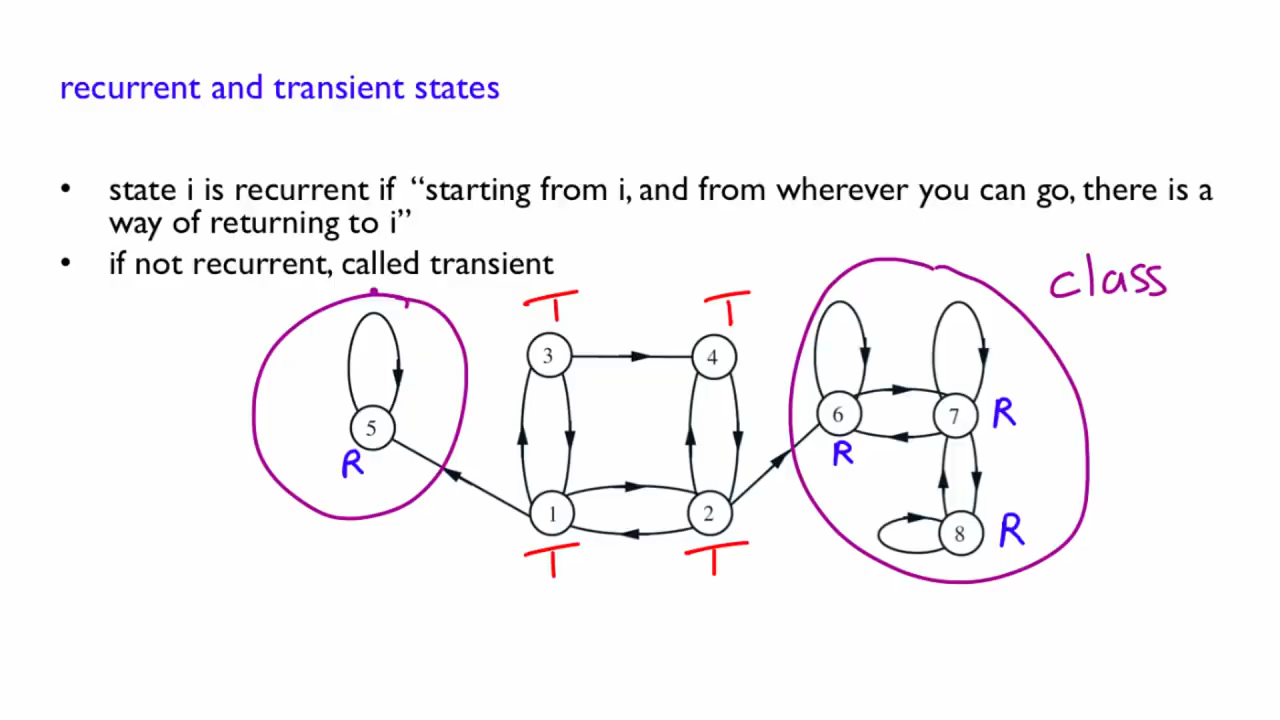 recurrent and transient states
• state i is recurrent if “starting from i, and from wherever you can go, there is a
way of returning to i”
• if not recurrent, called transient
class
T T
3 4
6 7 R
5
R R
1 2
8 R
T T